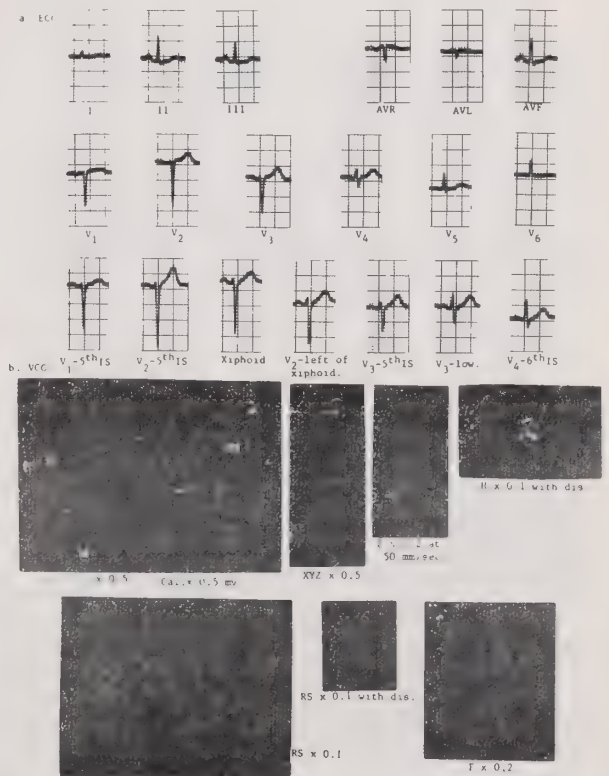 a ECG
I II III AVR AVL AVF
V1 V2 V3 V4 V5 V6
V1-5thIS V2-5thIS Xiphoid V2-left of xiphoid. V3-5thIS V3-low. V4-6thIS
b. VCG
x 0.5 Cal.x 0.5 mv
XYZ x 0.5
at
50 mm/sec
H x 0.1 with dis
RS x 0.1 with dis.
RS x 0.1
F x 0.2